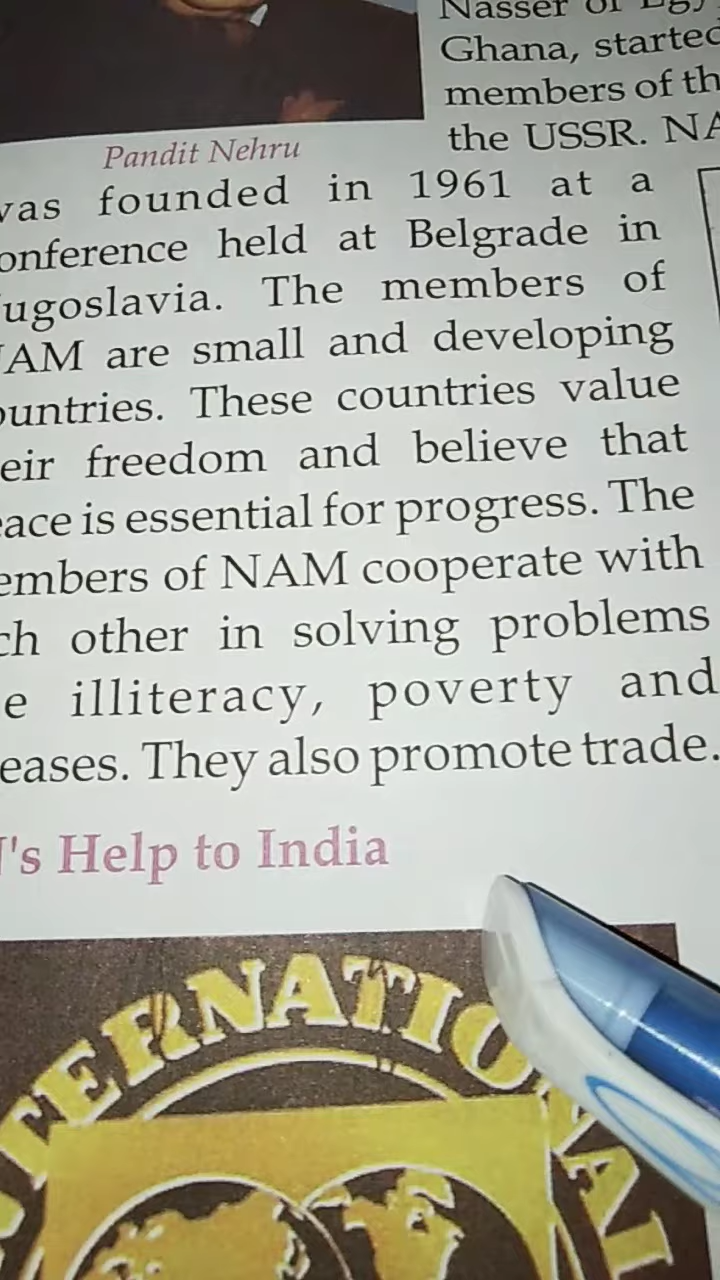 Nasser of Egy
Ghana, started
members of th
the USSR. NA
Pandit Nehru
was founded in 1961 at a
onference held at Belgrade in
ugoslavia. The members of
AM are small and developing
ountries. These countries value
eir freedom and believe that
eace is essential for progress. The
embers of NAM cooperate with
ch other in solving problems
e illiteracy, poverty and
eases. They also promote trade.
's Help to India
TERNATIONAL